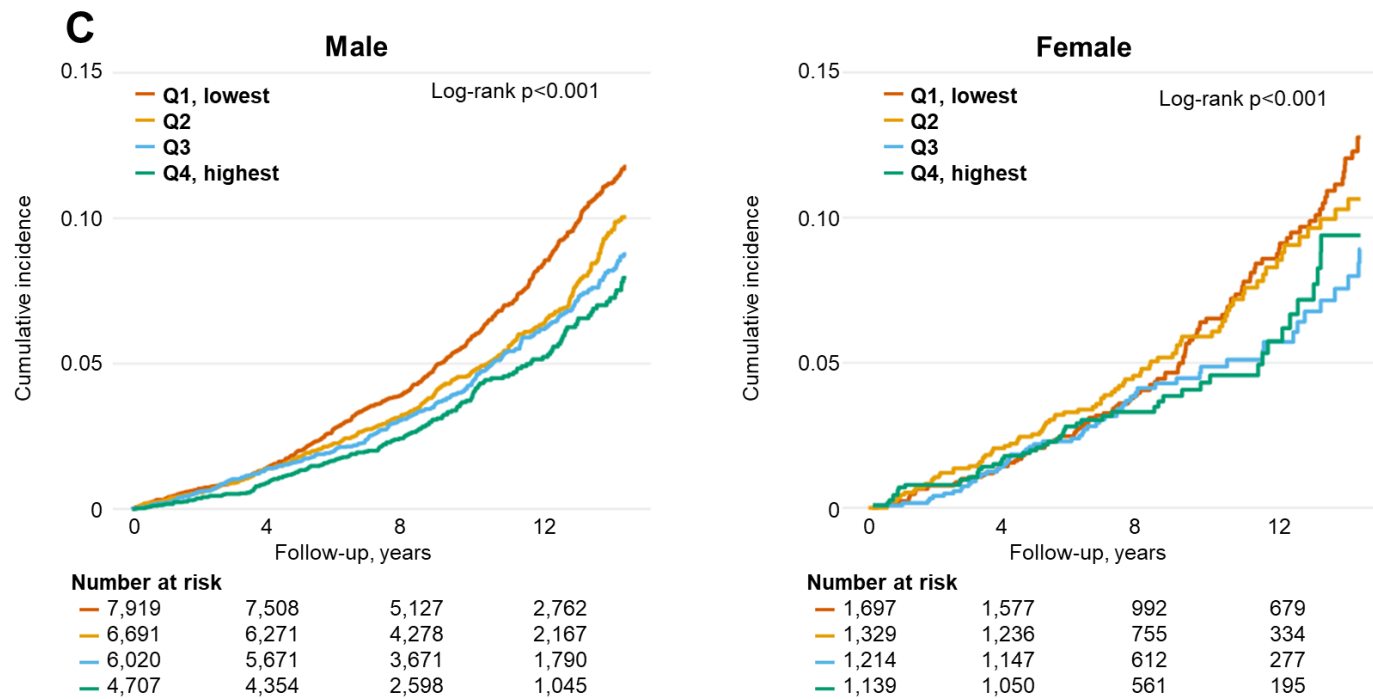 C
Male
0.15
Q1, lowest
Q2
Q3
Q4, highest
Log-rank p<0.001
0.10
0.05
0
Cumulative incidence
0 4 8 12
Follow-up, years
Number at risk
7,919 7,508 5,127 2,762
6,691 6,271 4,278 2,167
6,020 5,671 3,671 1,790
4,707 4,354 2,598 1,045
Female
0.15
Q1, lowest
Q2
Q3
Q4, highest
Log-rank p<0.001
0.10
0.05
0
Cumulative incidence
0 4 8 12
Follow-up, years
Number at risk
1,697 1,577 992 679
1,329 1,236 755 334
1,214 1,147 612 277
1,139 1,050 561 195